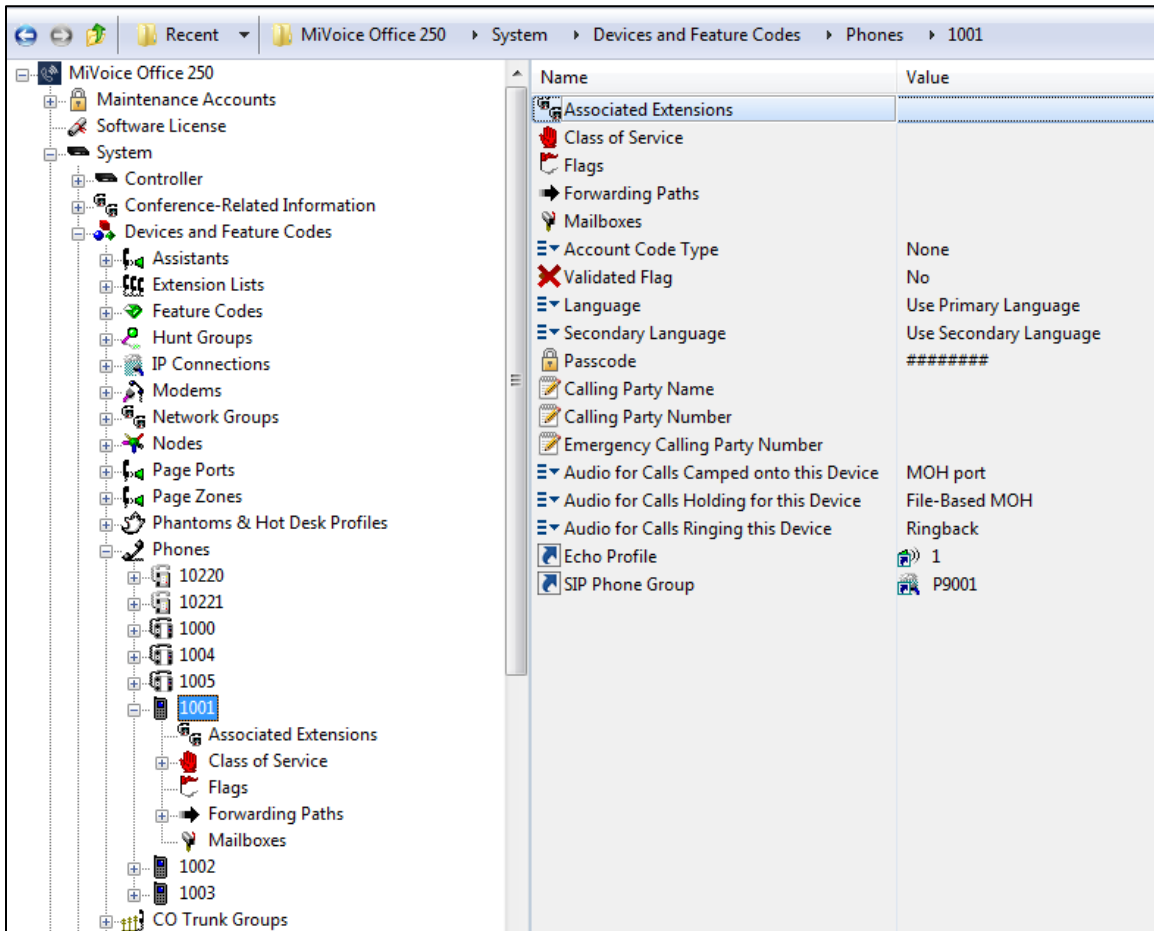 Recent MiVoice Office 250 System Devices and Feature Codes Phones 1001
MiVoice Office 250
Maintenance Accounts
Software License
System
Controller
Conference-Related Information
Devices and Feature Codes
Assistants
Extension Lists
Feature Codes
Hunt Groups
IP Connections
Modems
Network Groups
Nodes
Page Ports
Page Zones
Phantoms & Hot Desk Profiles
Phones
10220
10221
1000
1004
1005
1001
Associated Extensions
Class of Service
Flags
Forwarding Paths
Mailboxes
1002
1003
CO Trunk Groups
Name Value
Associated Extensions
Class of Service
Flags
Forwarding Paths
Mailboxes
Account Code Type None
Validated Flag No
Language Use Primary Language
Secondary Language Use Secondary Language
Passcode ########
Calling Party Name
Calling Party Number
Emergency Calling Party Number
Audio for Calls Camped onto this Device MOH port
Audio for Calls Holding for this Device File-Based MOH
Audio for Calls Ringing this Device Ringback
Echo Profile 1
SIP Phone Group P9001